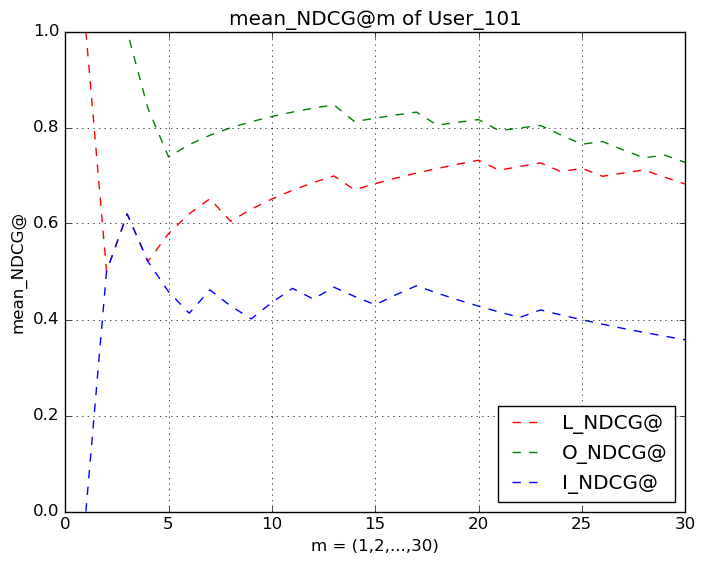 mean_NDCG@m of User_101
mean_NDCG@
1.0
0.8
0.6
0.4
0.2
0.0
0 5 10 15 20 25 30
m = (1,2,...,30)
L_NDCG@
O_NDCG@
I_NDCG@